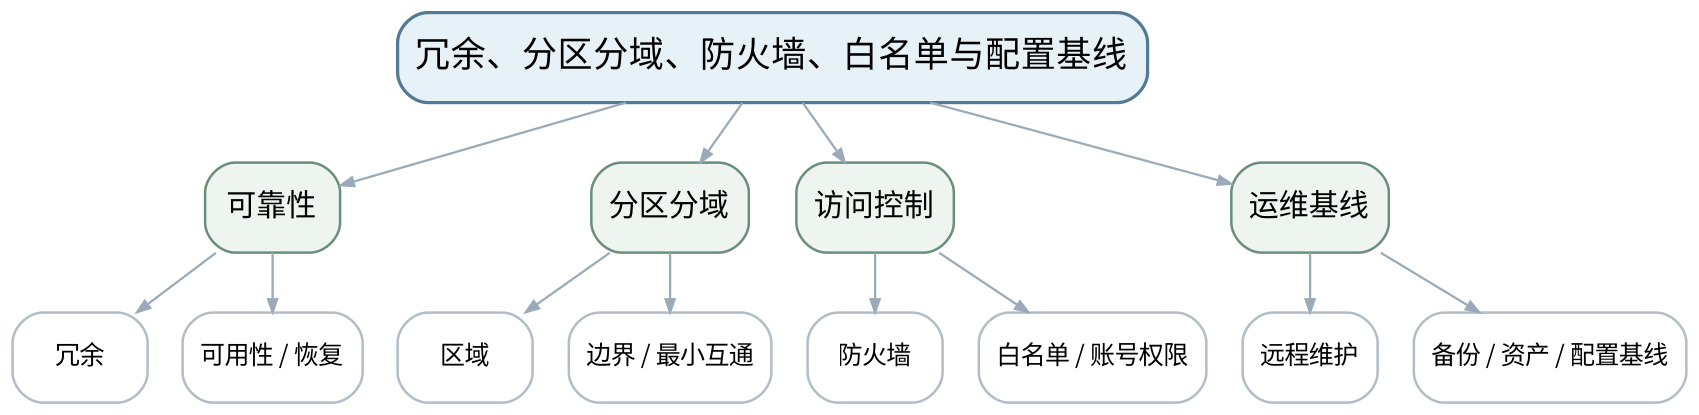 冗余、分区分域、防火墙、白名单与配置基线
可靠性
分区分域
访问控制
运维基线
冗余
可用性 / 恢复
区域
边界 / 最小互通
防火墙
白名单 / 账号权限
远程维护
备份 / 资产 / 配置基线